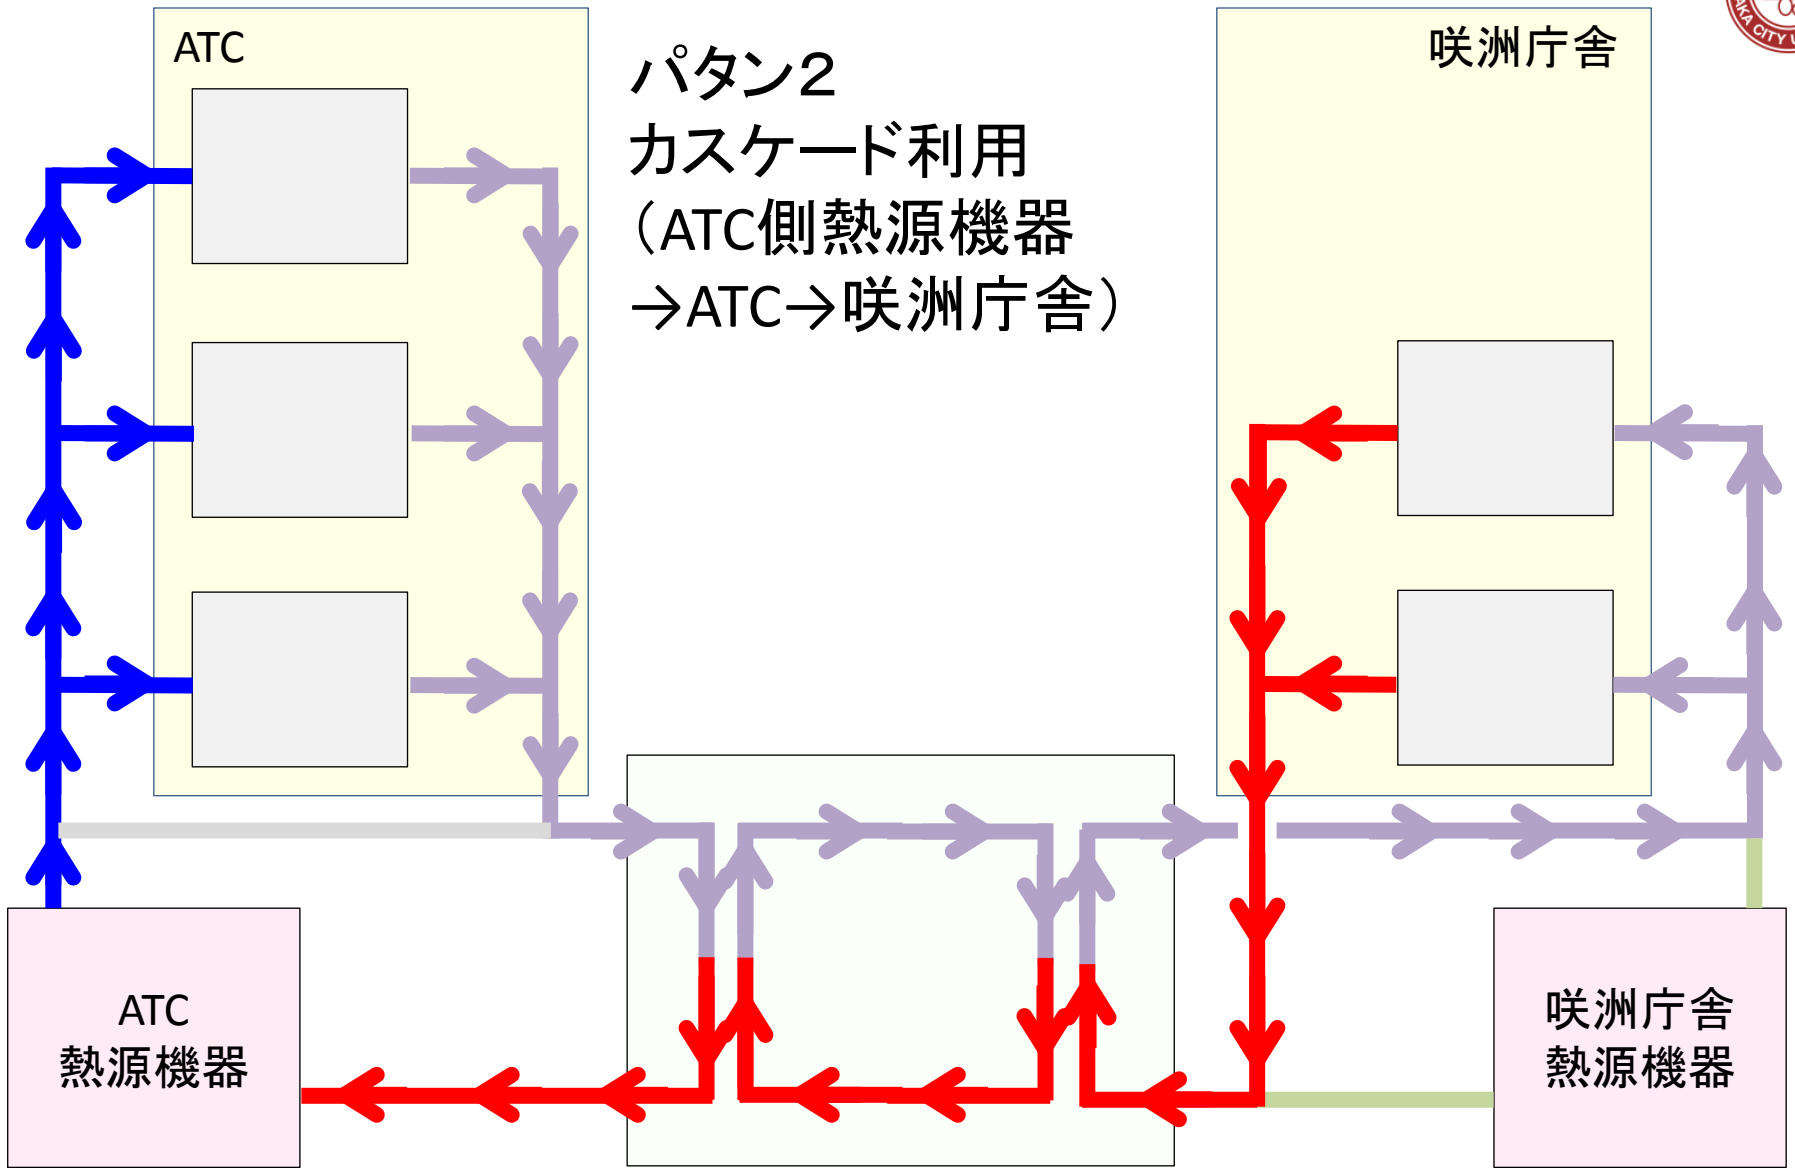 ATC
パタン2
カスケード利用
（ATC側熱源機器
→ATC→咲洲庁舎）
咲洲庁舎
CITY
ATC
熱源機器
咲洲庁舎
熱源機器